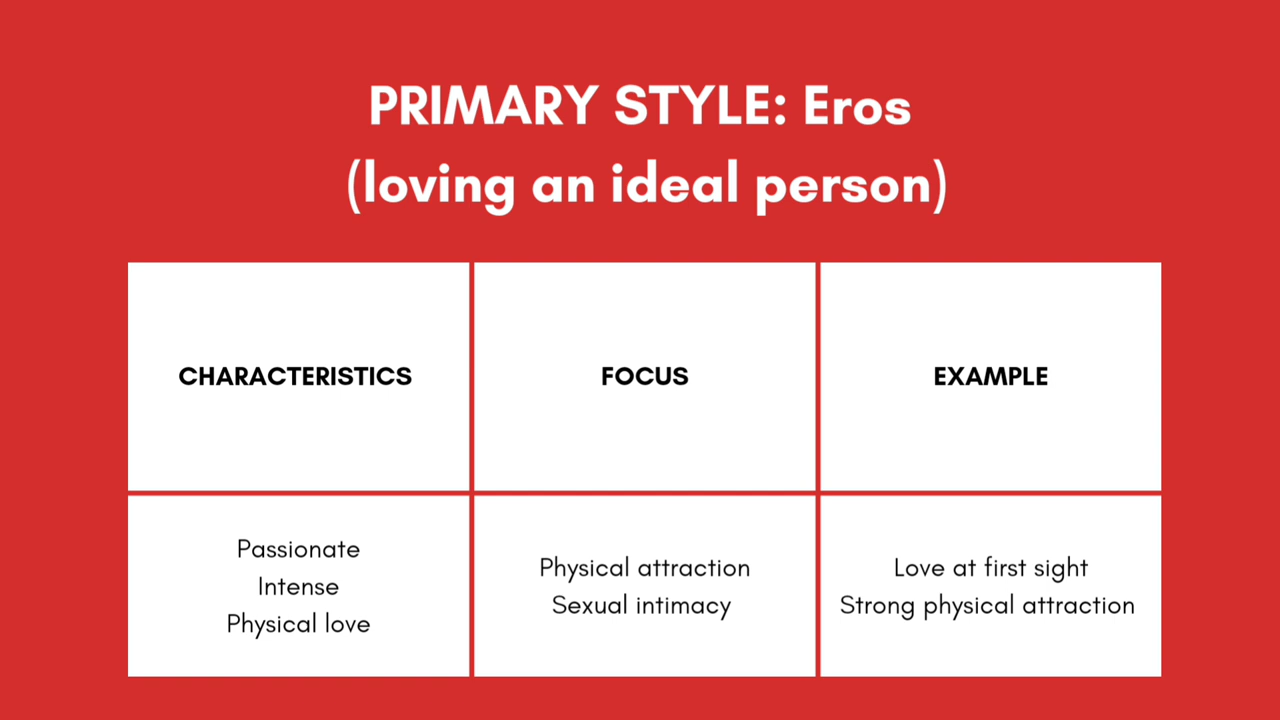 PRIMARY STYLE: Eros
(loving an ideal person)
CHARACTERISTICS
FOCUS
EXAMPLE
Passionate
Intense
Physical love
Physical attraction
Sexual intimacy
Love at first sight
Strong physical attraction